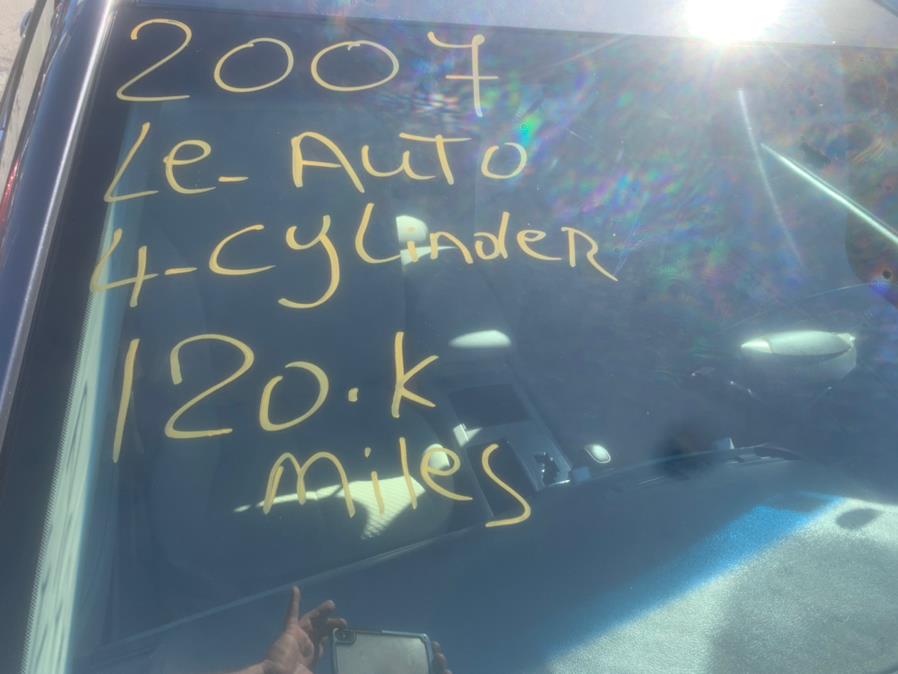 2007
Le-AuTO
4-CyLinDER
120.K
miles